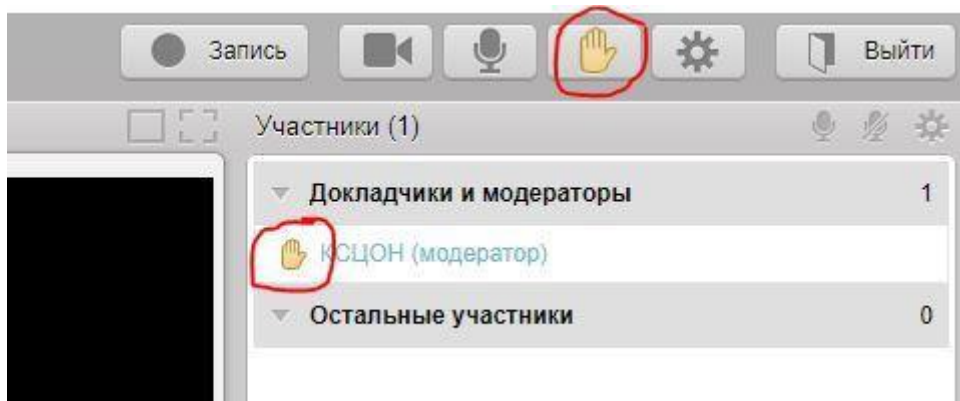 Запись
Выйти
Участники (1)
Докладчики и модераторы 1
КСЦОН (модератор)
Остальные участники 0